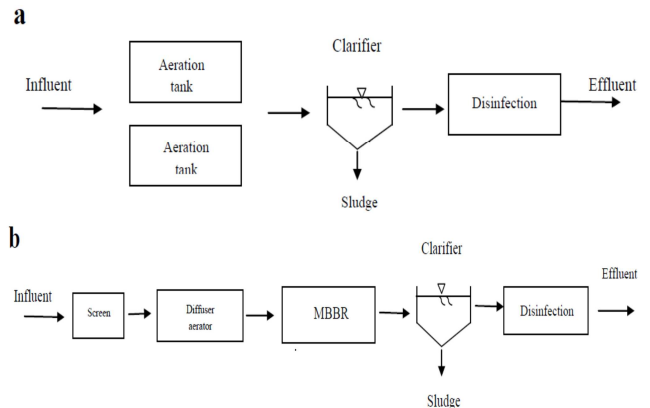 a
Influent
Aeration
tank
Aeration
tank
Clarifier
Sludge
Disinfection
Effluent
b
Influent
Screen
Diffuser
aerator
MBBR
Clarifier
Sludge
Disinfection
Effluent